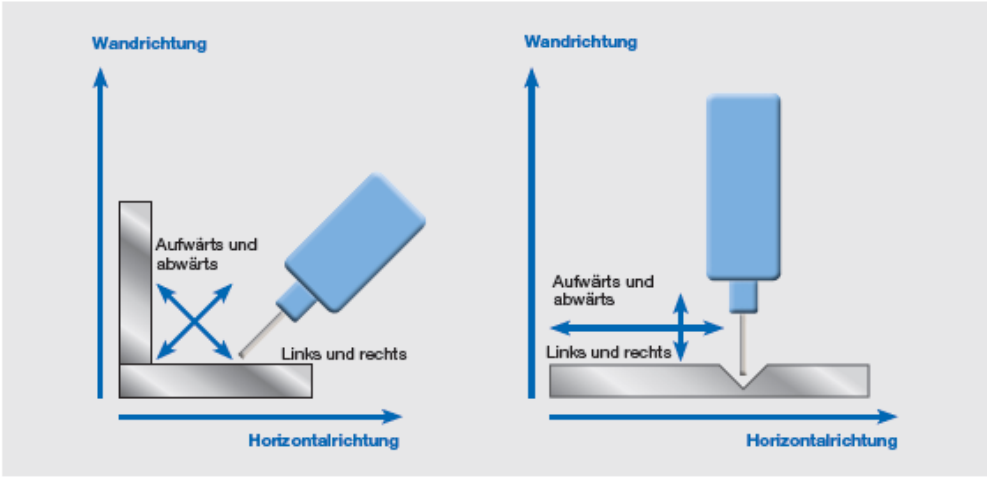 Wandrichtung
Aufwärts und
abwärts
Links und rechts
Horizontalrichtung
Wandrichtung
Aufwärts und
abwärts
Links und rechts
Horizontalrichtung